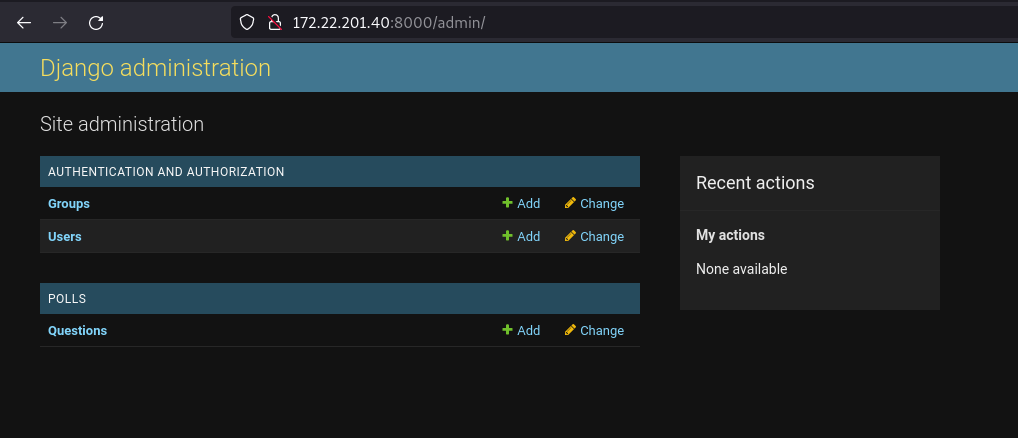 172.22.201.40:8000/admin/
Django administration
Site administration
AUTHENTICATION AND AUTHORIZATION
Groups Add Change
Users Add Change
POLLS
Questions Add Change
Recent actions
My actions
None available